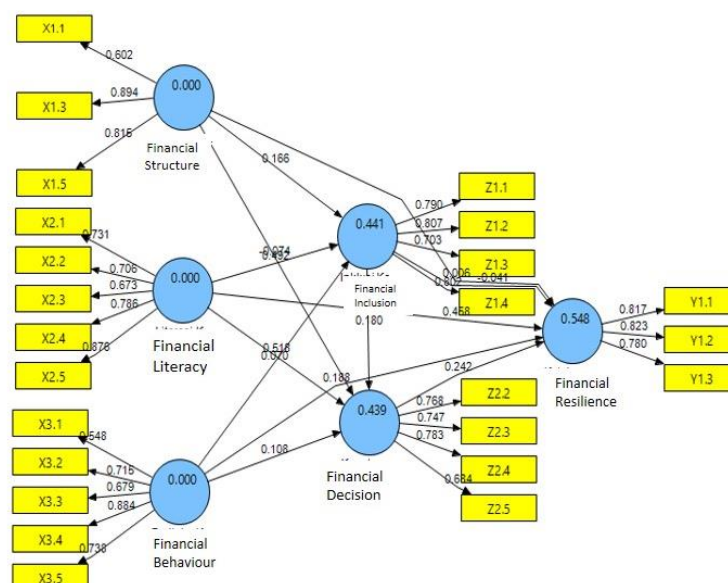 X1.1
0.602
0.000
X1.3
0.894
0.815
Financial
Structure
X1.5
0.166
X2.1
0.731
X2.2
0.706
X2.3
0.673
X2.4
0.786
X2.5
0.876
0.000
Financial
Literacy
0.518
0.070
0.468
X3.1
0.548
X3.2
0.715
X3.3
0.679
X3.4
0.884
X3.5
0.738
0.000
Financial
Behaviour
0.188
0.108
0.441
Financial
Inclusion
0.790
Z1.1
0.807
Z1.2
0.703
Z1.3
0.802
Z1.4
0.006
-0.041
0.180
0.439
Financial
Decision
0.242
0.768
Z2.2
0.747
Z2.3
0.783
Z2.4
0.684
Z2.5
0.548
Financial
Resilience
0.817
Y1.1
0.823
Y1.2
0.780
Y1.3